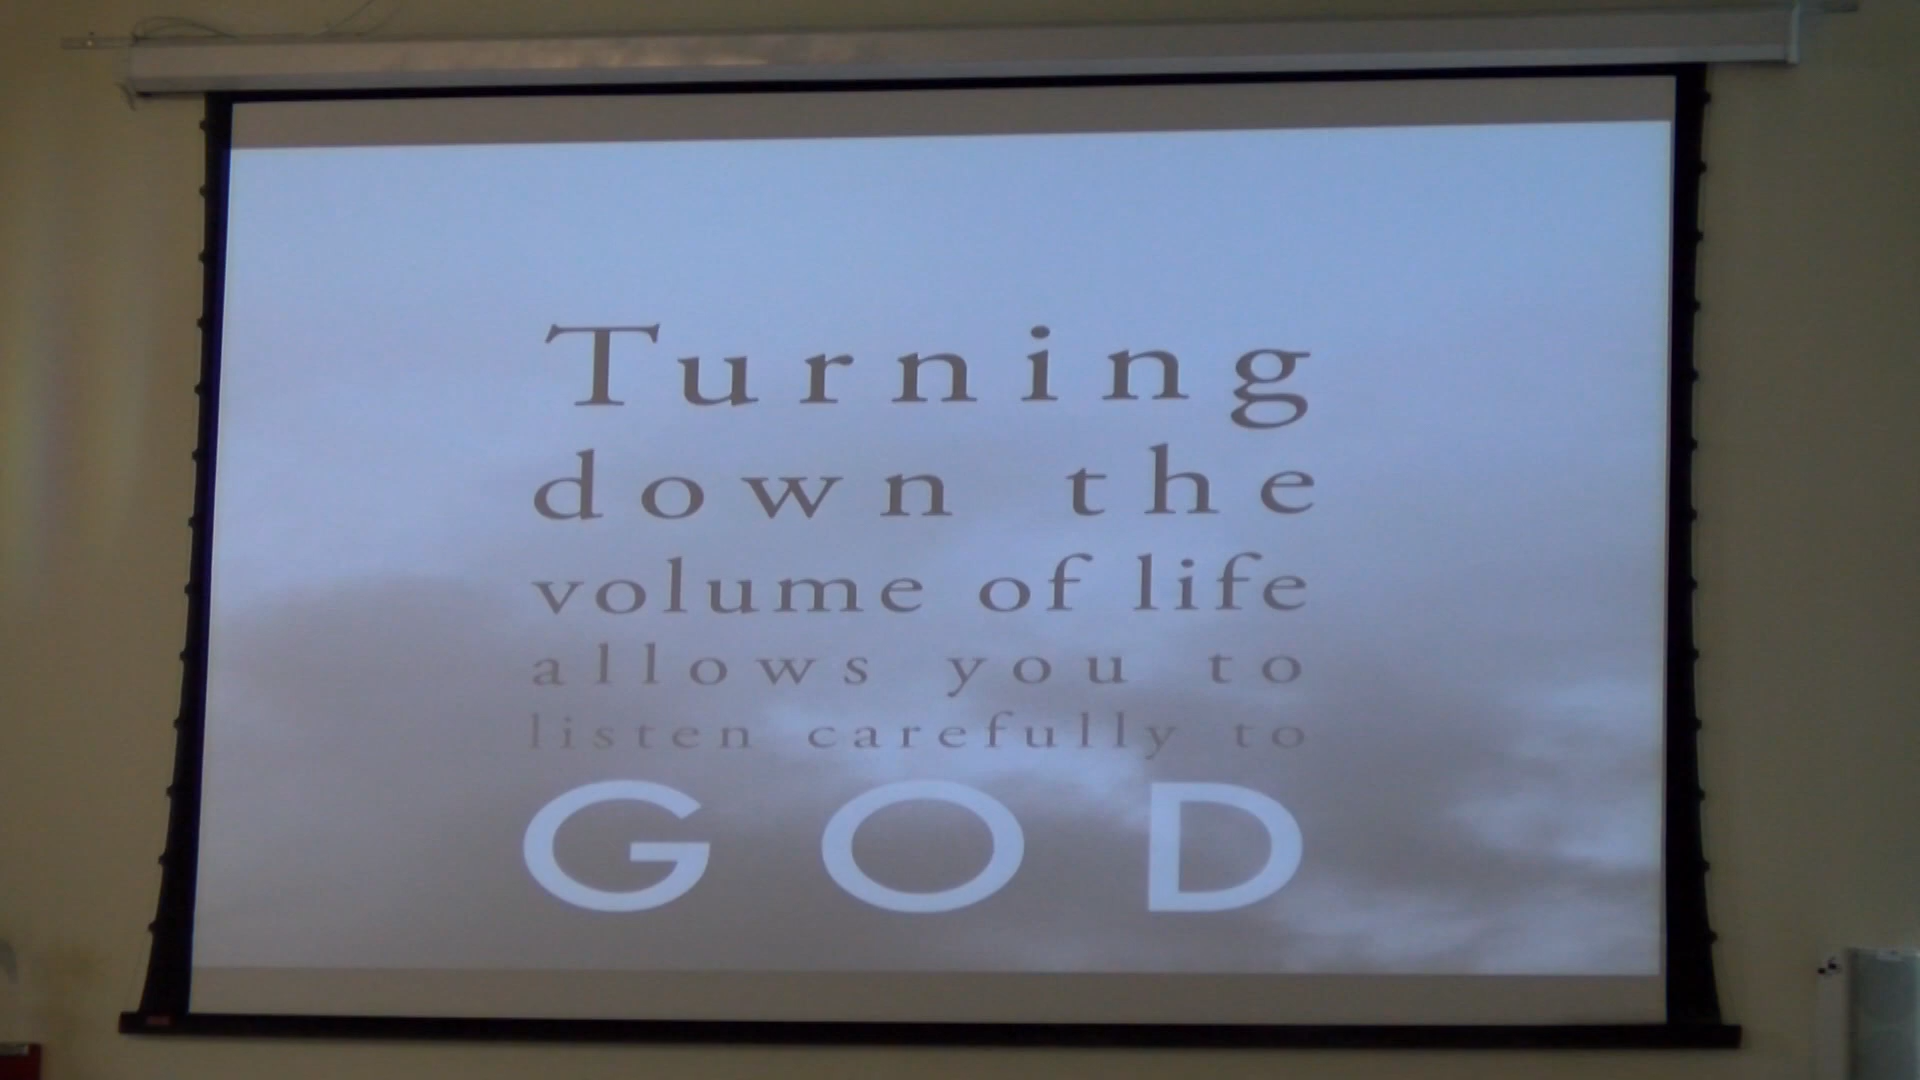 Turning
down the
volume of life
allows you to
listen carefully to
GOD